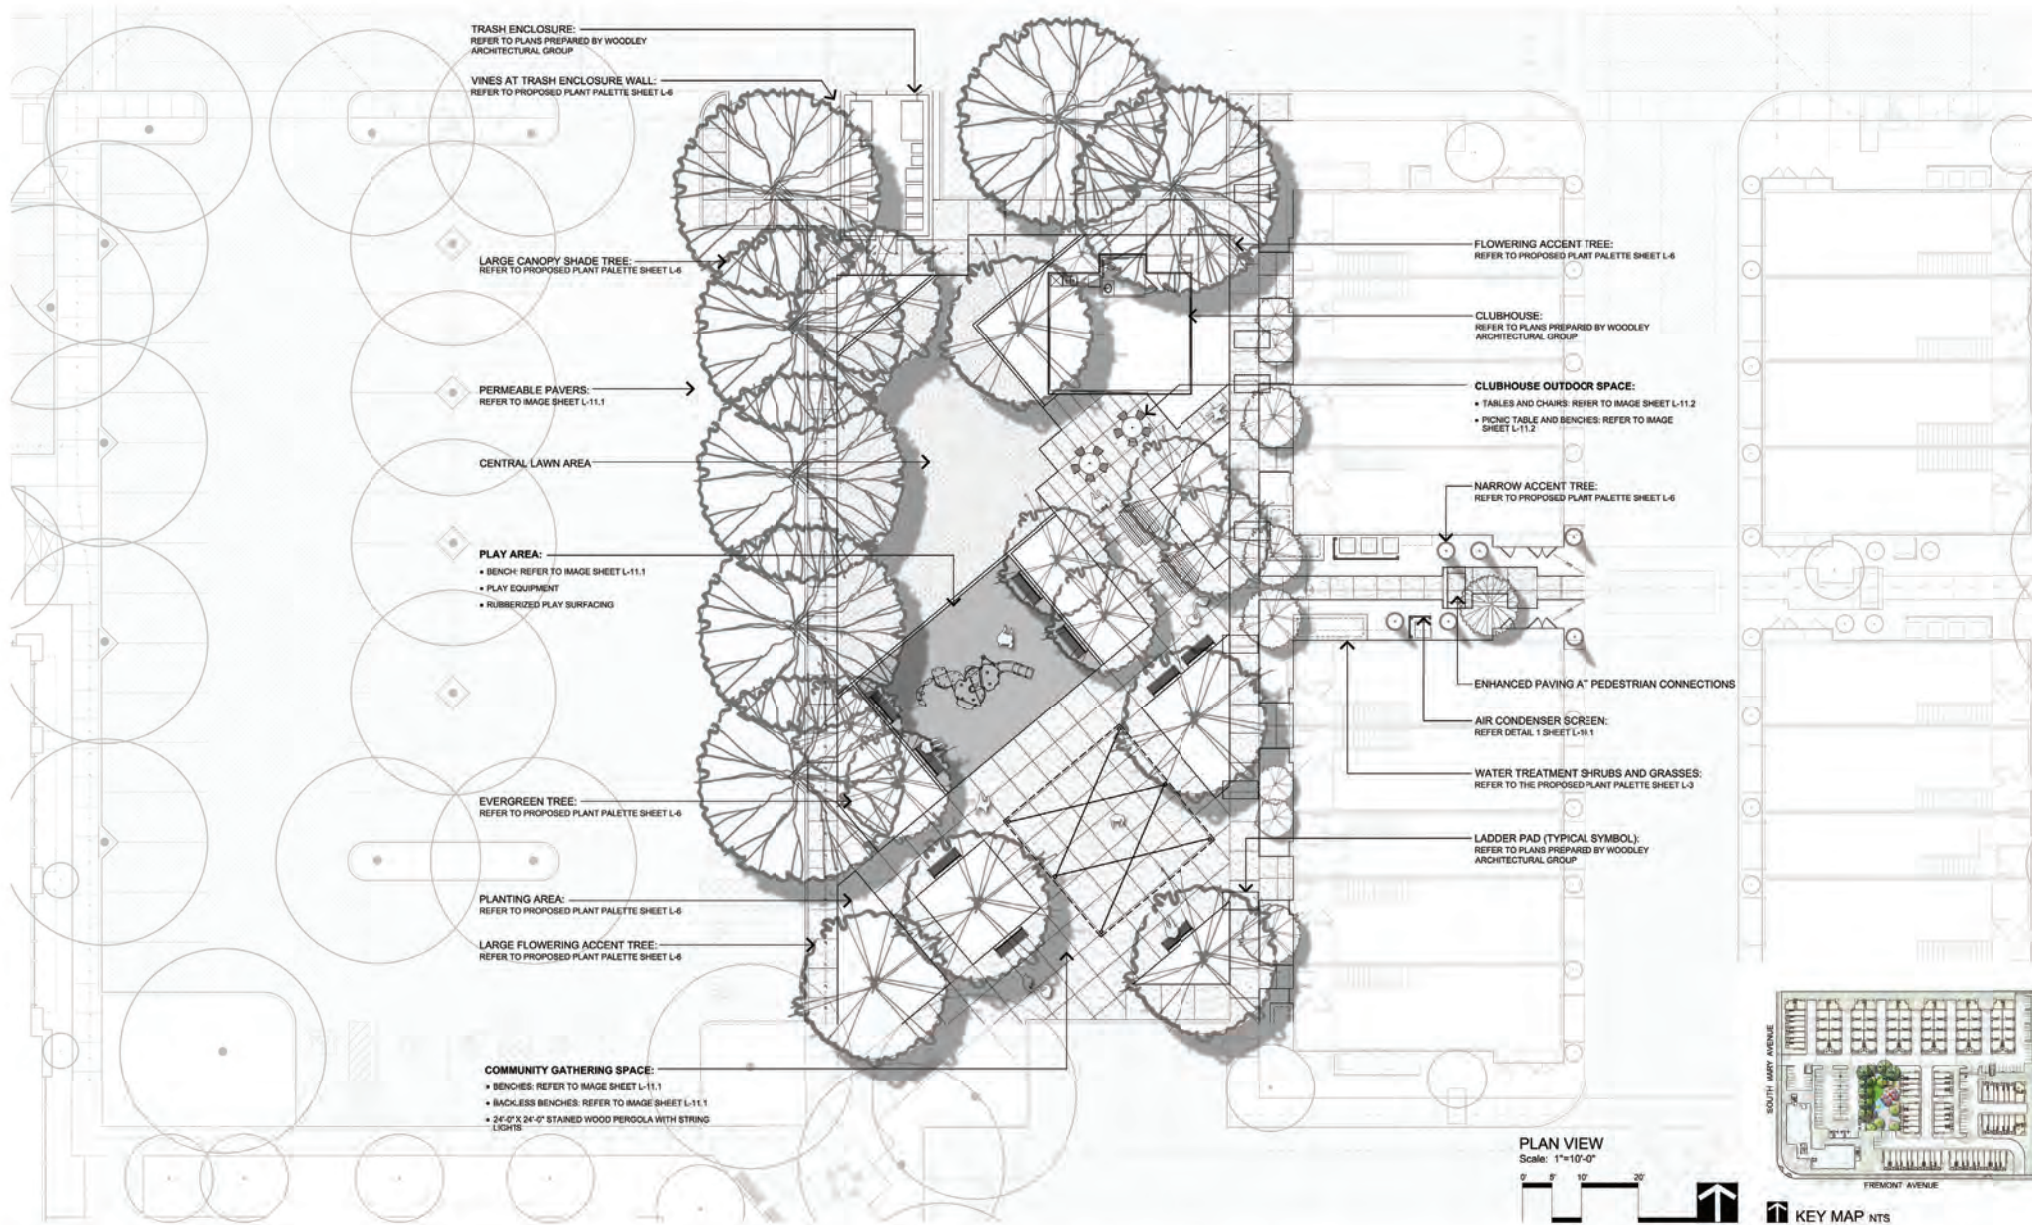 TRASH ENCLOSURE:
REFER TO PLANS PREPARED BY WOODLEY
ARCHITECTURAL GROUP
VINES AT TRASH ENCLOSURE WALL:
REFER TO PROPOSED PLANT PALETTE SHEET L-6
LARGE CANOPY SHADE TREE:
REFER TO PROPOSED PLANT PALETTE SHEET L-6
PERMEABLE PAVERS:
REFER TO IMAGE SHEET L-11.1
CENTRAL LAWN AREA
PLAY AREA:
• BENCH: REFER TO IMAGE SHEET L-11.1
• PLAY EQUIPMENT
• RUBBERIZED PLAY SURFACING
EVERGREEN TREE:
REFER TO PROPOSED PLANT PALETTE SHEET L-6
PLANTING AREA:
REFER TO PROPOSED PLANT PALETTE SHEET L-6
LARGE FLOWERING ACCENT TREE:
REFER TO PROPOSED PLANT PALETTE SHEET L-6
COMMUNITY GATHERING SPACE:
• BENCHES: REFER TO IMAGE SHEET L-11.1
• BACKLESS BENCHES: REFER TO IMAGE SHEET L-11.1
• 24'-0" X 24'-0" STAINED WOOD PERGOLA WITH STRING
LIGHTS
FLOWERING ACCENT TREE:
REFER TO PROPOSED PLANT PALETTE SHEET L-6
CLUBHOUSE:
REFER TO PLANS PREPARED BY WOODLEY
ARCHITECTURAL GROUP
CLUBHOUSE OUTDOOR SPACE:
• TABLES AND CHAIRS: REFER TO IMAGE SHEET L-11.2
• PICNIC TABLE AND BENCHES: REFER TO IMAGE
SHEET L-11.2
NARROW ACCENT TREE:
REFER TO PROPOSED PLANT PALETTE SHEET L-6
ENHANCED PAVING AT PEDESTRIAN CONNECTIONS
AIR CONDENSER SCREEN:
REFER DETAIL 1 SHEET
WATER TREATMENT SHRUBS AND GRASSES:
REFER TO THE PROPOSED PLANT PALETTE SHEET L-3
LADDER PAD (TYPICAL SYMBOL):
REFER TO PLANS PREPARED BY WOODLEY
ARCHITECTURAL GROUP
PLAN VIEW
Scale: 1"=10'-0"
0' 5' 10' 20'
SOUTH MARY AVENUE
FREMONT AVENUE
KEY MAP NTS